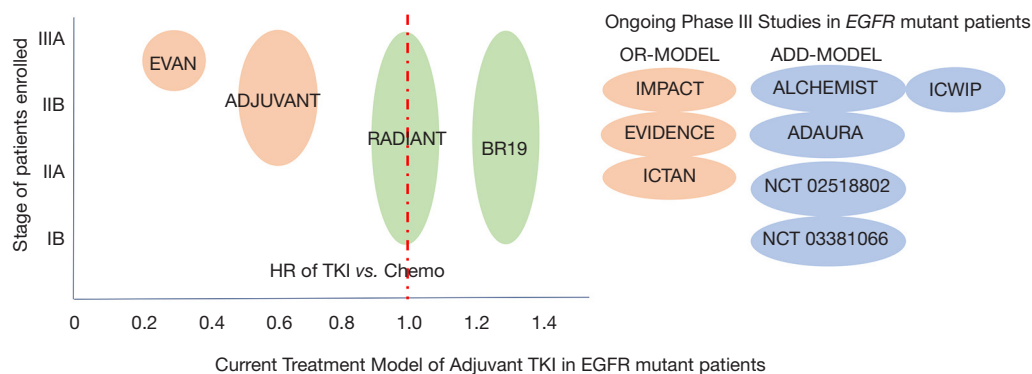 Ongoing Phase III Studies in EGFR mutant patients
OR-MODEL ADD-MODEL
IMPACT ALCHEMIST ICWIP
EVIDENCE ADAURA
ICTAN NCT 02518802
NCT 03381066
Stage of patients enrolled
IIIA
IIB
IIA
IB
EVAN
ADJUVANT
RADIANT
BR19
HR of TKI vs. Chemo
0 0.2 0.4 0.6 0.8 1.0 1.2 1.4
Current Treatment Model of Adjuvant TKI in EGFR mutant patients